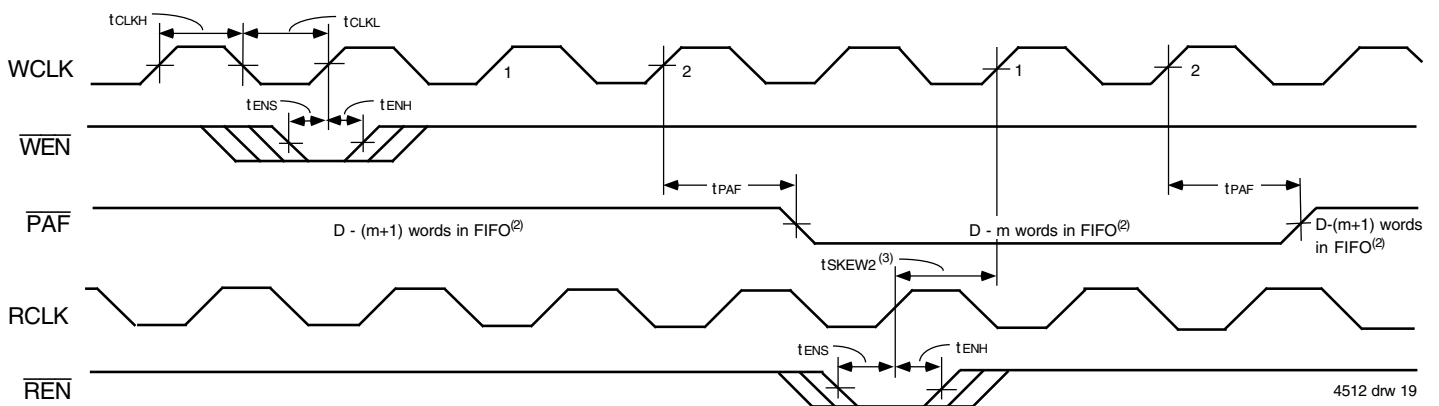 tCLKH
tCLKL
WCLK
1
2
1
2
tENS
tENH
WEN
tPAF
tPAF
PAF
D - (m+1) words in FIFO(2)
D - m words in FIFO(2)
D-(m+1) words
in FIFO(2)
tSKEW2(3)
RCLK
tENS
tENH
REN
4512 drw 19